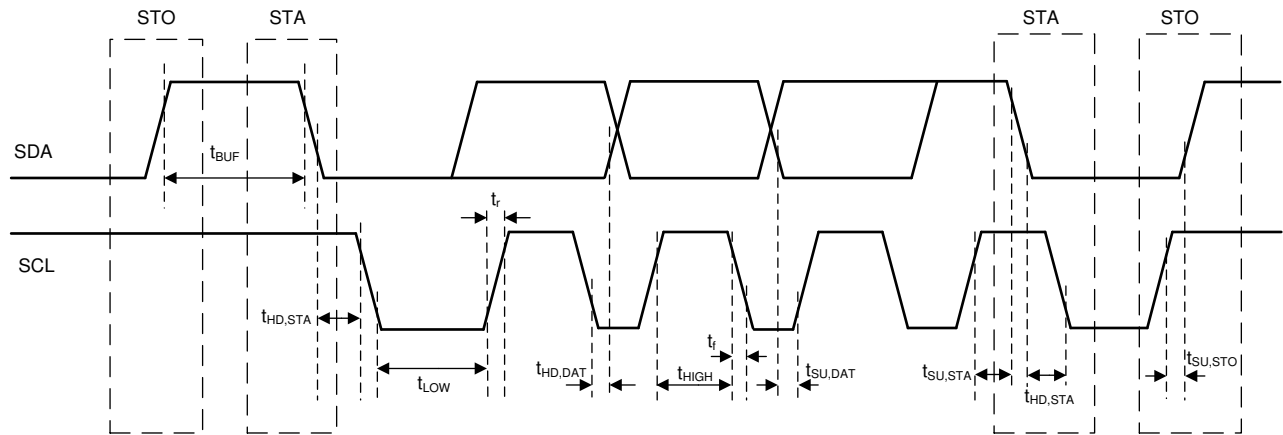 STO
STA
STA
STO
SDA
tBUF
tr
SCL
tHD,STA
tLOW
tHD,DAT
tHIGH
tf
tSU,DAT
tSU,STA
tHD,STA
tSU,STO